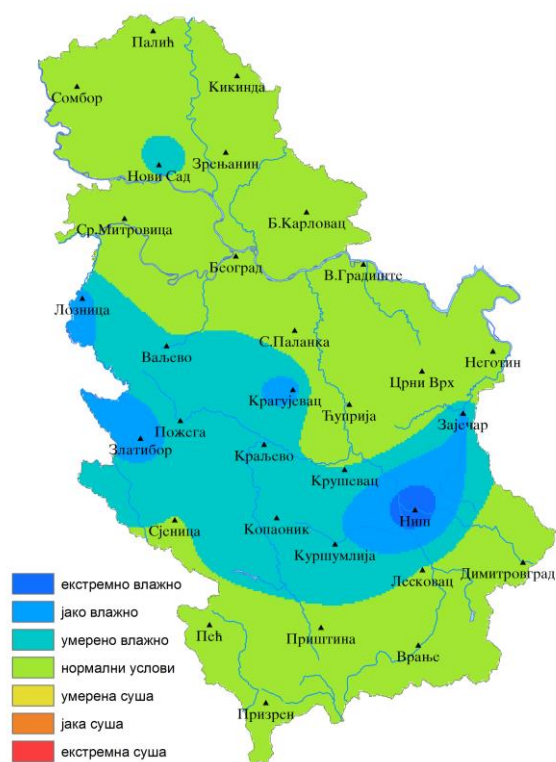 Палић
Сомбор
Кикинда
Зрењанин
Нови Сад
Б.Карловац
Ср.Митровица
Београд
В.Градиште
Лозница
С.Паланка
Ваљево
Неготин
Црни Врх
Крагујевац
Ћуприја
Зајечар
Пожега
Златибор
Краљево
Крушевац
Ниш
Сјеница
Копаоник
Куршумлија
Лесковац
Димитровград
Пећ
Приштина
Врање
Призрен
екстремно влажно
јако влажно
умерено влажно
нормални услови
умерена суша
јака суша
екстремна суша